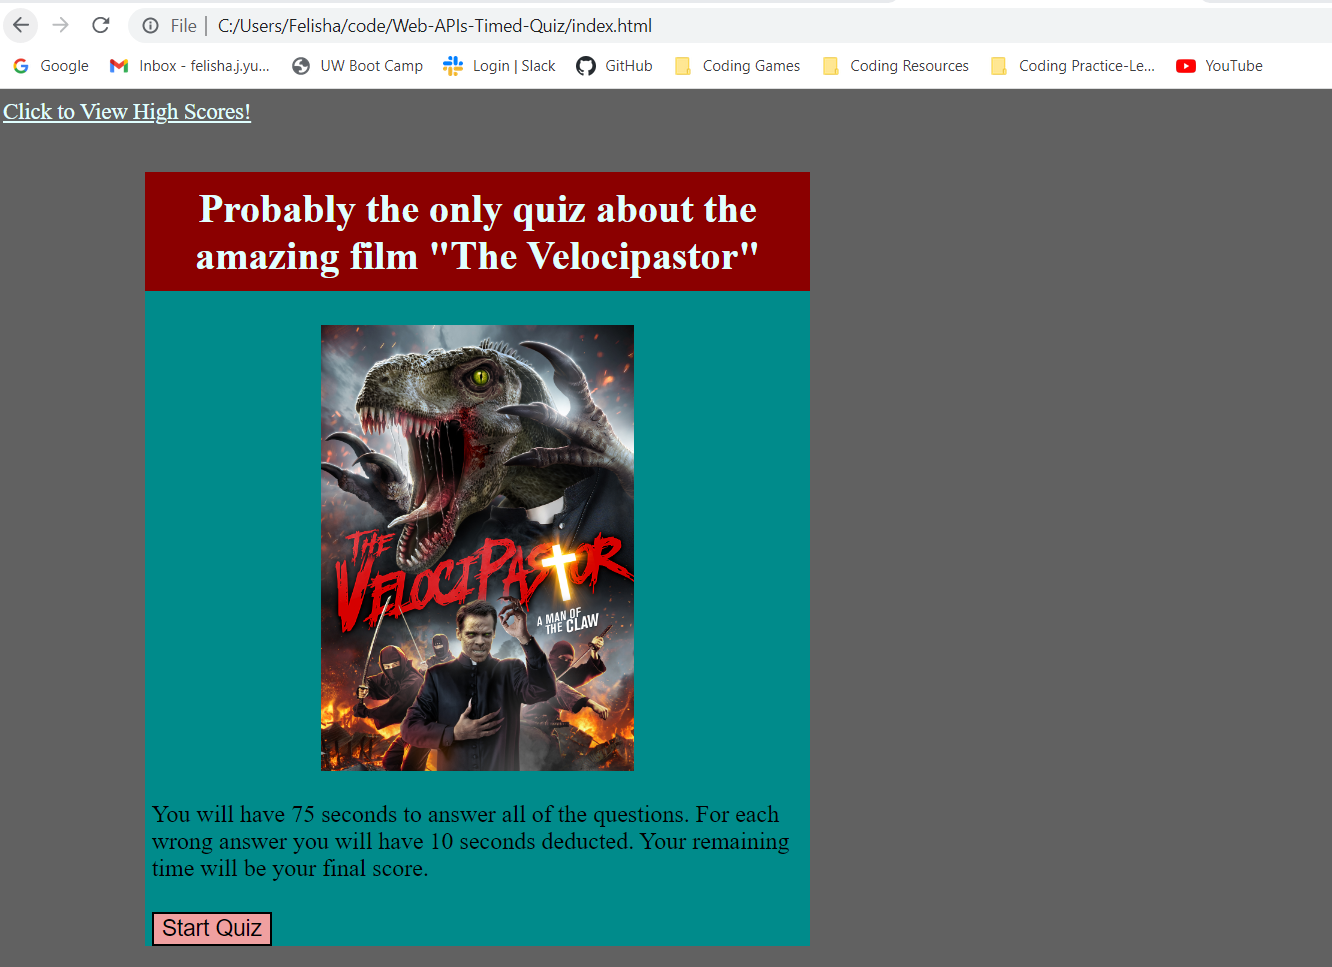 File | C:/Users/Felisha/code/Web-APIs-Timed-Quiz/index.html
Google Inbox - felisha.j.yu... UW Boot Camp Login | Slack GitHub Coding Games Coding Resources Coding Practice-Le... YouTube
Click to View High Scores!
Probably the only quiz about the
amazing film "The Velocipastor"
THE
VELOCIPASTOR
A MAN OF
THE CLAW
You will have 75 seconds to answer all of the questions. For each
wrong answer you will have 10 seconds deducted. Your remaining
time will be your final score.
Start Quiz